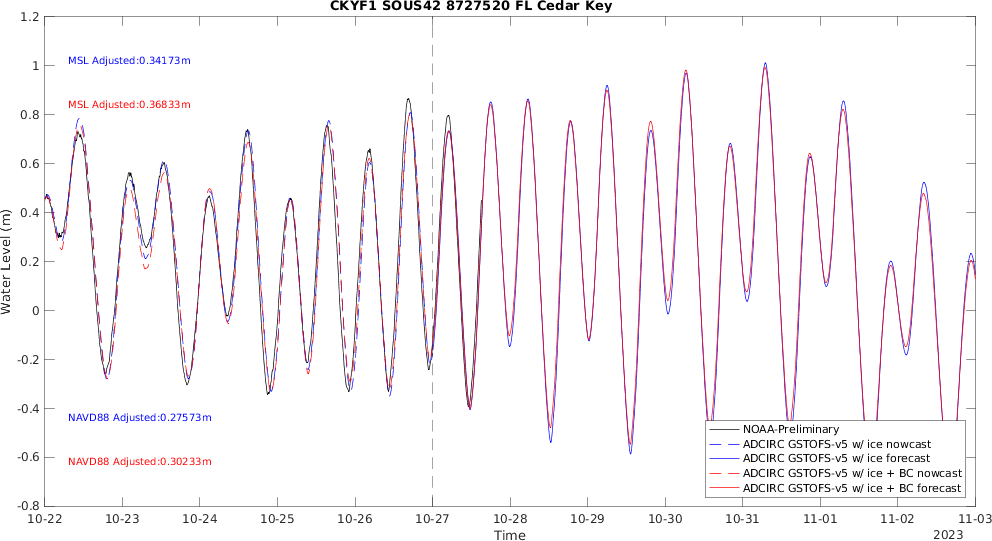 CKYF1 SOUS42 8727520 FL Cedar Key
1.2
1
0.8
0.6
0.4
0.2
0
-0.2
-0.4
-0.6
-0.8
Water Level (m)
MSL Adjusted:0.34173m
MSL Adjusted:0.36833m
NAVD88 Adjusted:0.27573m
NAVD88 Adjusted:0.30233m
NOAA-Preliminary
ADCIRC GSTOFS-v5 w/ ice nowcast
ADCIRC GSTOFS-v5 w/ ice forecast
ADCIRC GSTOFS-v5 w/ ice + BC nowcast
ADCIRC GSTOFS-v5 w/ ice + BC forecast
10-22 10-23 10-24 10-25 10-26 10-27 10-28 10-29 10-30 10-31 11-01 11-02 11-03
Time
2023